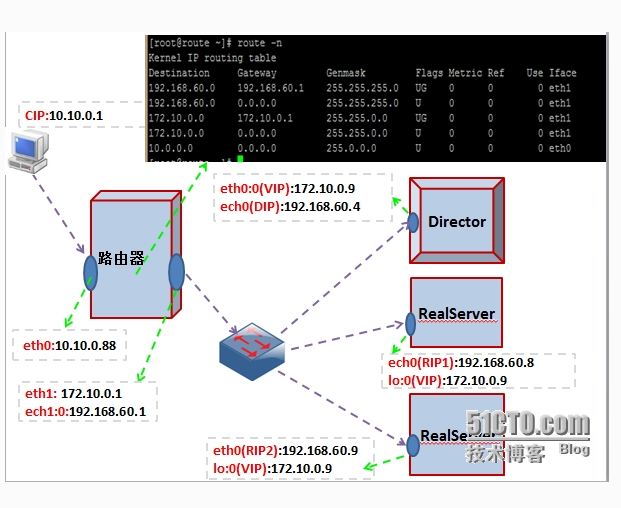 [root@route ~]# route -n
Kernel IP routing table
Destination Gateway Genmask Flags Metric Ref Use Iface
192.168.60.0 192.168.60.1 255.255.255.0 UG 0 0 0 eth1
192.168.60.0 0.0.0.0 255.255.255.0 U 0 0 0 eth1
172.10.0.0 172.10.0.1 255.255.0.0 UG 0 0 0 eth1
172.10.0.0 0.0.0.0 255.255.0.0 U 0 0 0 eth1
10.0.0.0 0.0.0.0 255.0.0.0 U 0 0 0 eth0
CIP:10.10.0.1
eth0:0(VIP):172.10.0.9
ech0(DIP):192.168.60.4
Director
路由器
RealServer
eth0:10.10.0.88
ech0(RIP1):192.168.60.8
lo:0(VIP):172.10.0.9
eth1: 172.10.0.1
ech1:0:192.168.60.1
RealServer
51CTO.com
技术博客 Blog
eth0(RIP2):192.168.60.9
lo:0(VIP):172.10.0.9